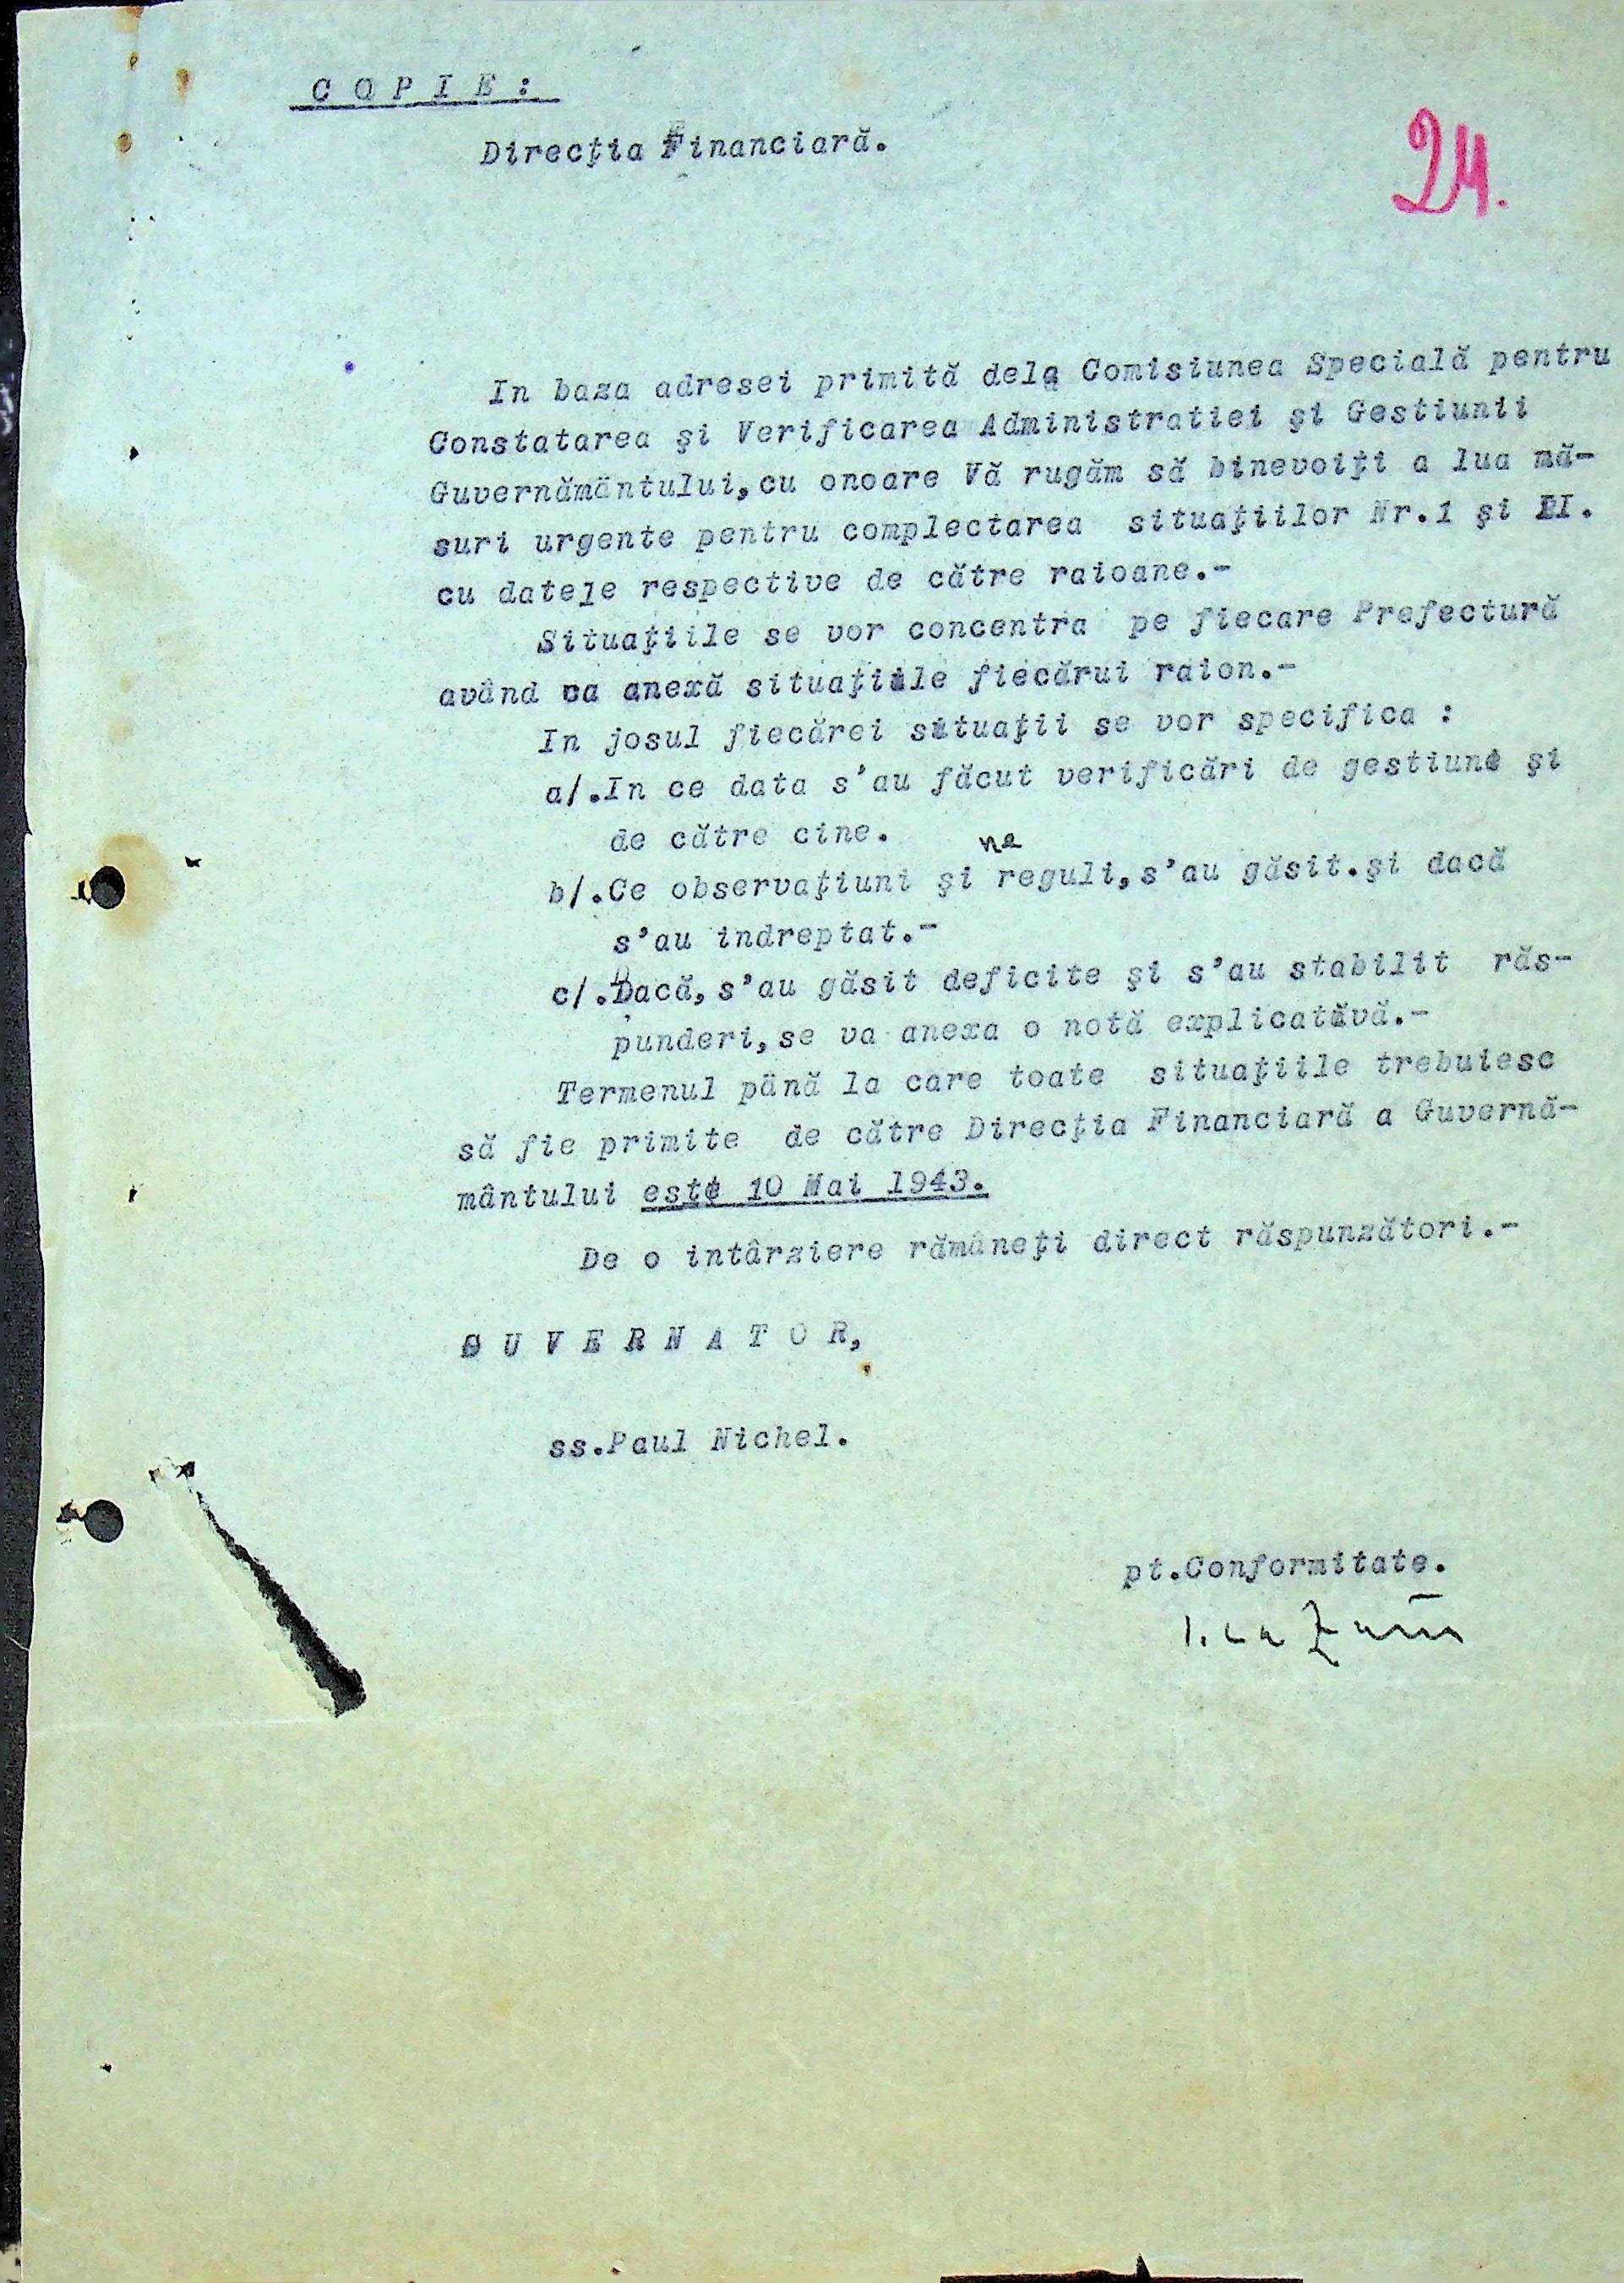 C O P I E :
Direcţia Financiară.
24.
In baza adresei primită dela Comisiunea Specială pentru
Constatarea şi Verificarea Administratiei şi Gestiunii
Guvernământului,cu onoare Vă rugăm să binevoiţi a lua mă-
suri urgente pentru complectarea situaţiilor Nr.1 şi II.
cu datele respective de către raioane.-
Situaţiile se vor concentra pe fiecare Prefectură
având ca anexă situaţiile fiecărui raion.-
In josul fiecărei situaţii se vor specifica :
a/.In ce data s'au făcut verificări de gestiune şi
de către cine.
ne
b/.Ce observaţiuni şi reguli,s'au găsit.şi dacă
s'au indreptat.-
c/.Dacă,s'au găsit deficite şi s'au stabilit răs-
punderi,se va anexa o notă explicativă.-
Termenul până la care toate situaţiile trebuiesc
să fie primite de către Direcţia Financiară a Guvernă-
mântului este 10 Mai 1943.
De o intârziere rămâneţi direct răspunzători.-
G U V E R N A T O R,
ss.Paul Nichel.
pt.Conformitate.